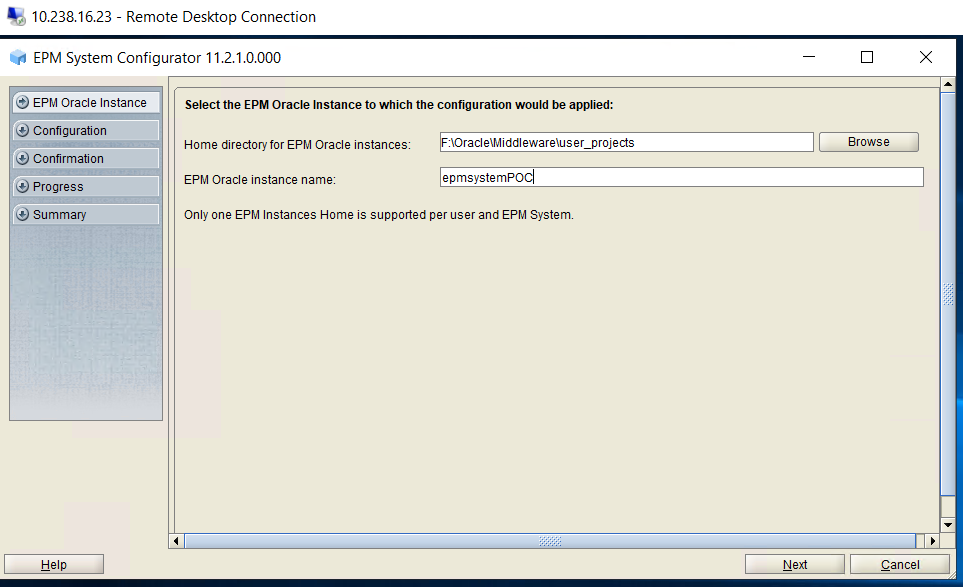 10.238.16.23 - Remote Desktop Connection
EPM System Configurator 11.2.1.0.000
EPM Oracle Instance
Configuration
Confirmation
Progress
Summary
Select the EPM Oracle Instance to which the configuration would be applied:
Home directory for EPM Oracle instances: F:\Oracle\Middleware\user_projects Browse
EPM Oracle instance name: epmsystemPOC
Only one EPM Instances Home is supported per user and EPM System.
Help Next Cancel